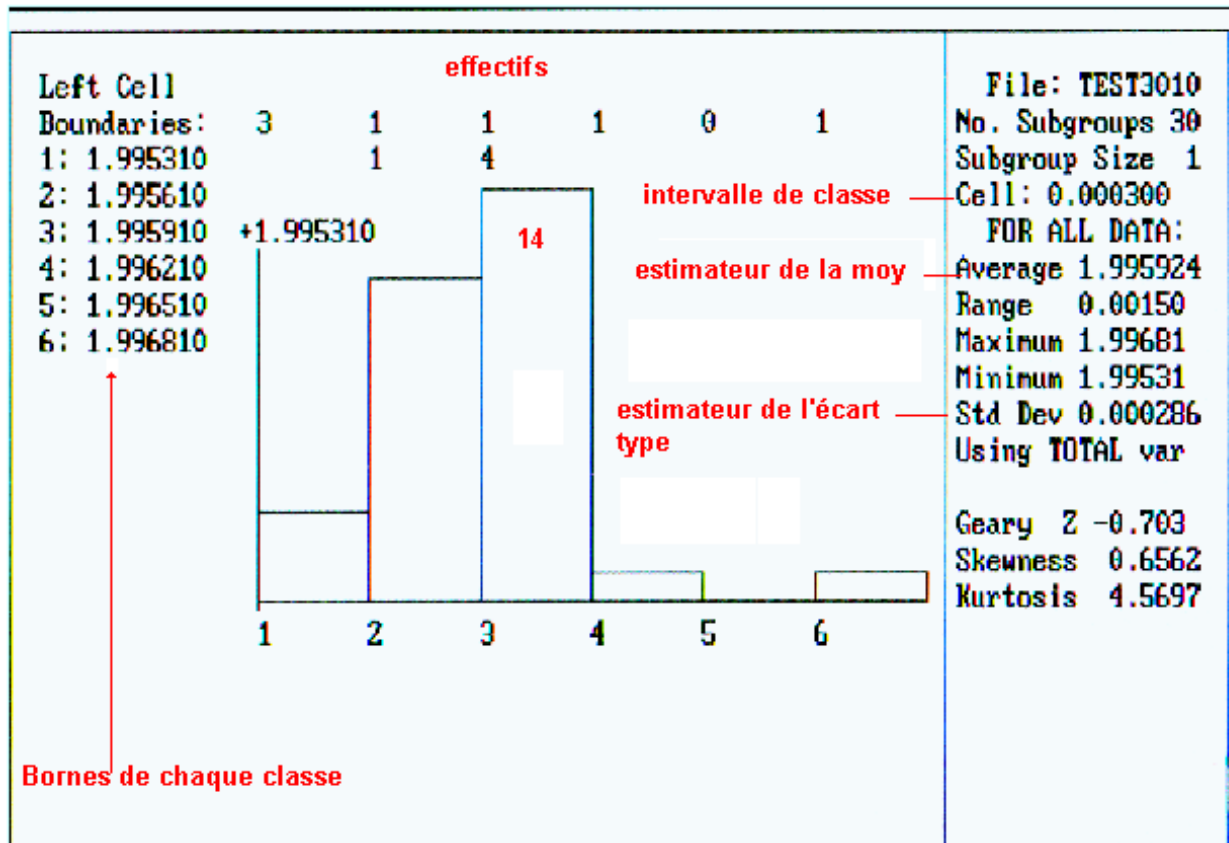 effectifs
Left Cell
Boundaries: 3 1 1 1 0 1
1: 1.995310 1 4
2: 1.995610
3: 1.995910 +1.995310
4: 1.996210
5: 1.996510
6: 1.996810
14
intervalle de classe
estimateur de la moy
estimateur de l'écart
type
1 2 3 4 5 6
Bornes de chaque classe
File: TEST3010
No. Subgroups 30
Subgroup Size 1
Cell: 0.000300
FOR ALL DATA:
Average 1.995924
Range 0.00150
Maximum 1.99681
Minimum 1.99531
Std Dev 0.000286
Using TOTAL var
Geary Z -0.703
Skewness 0.6562
Kurtosis 4.5697